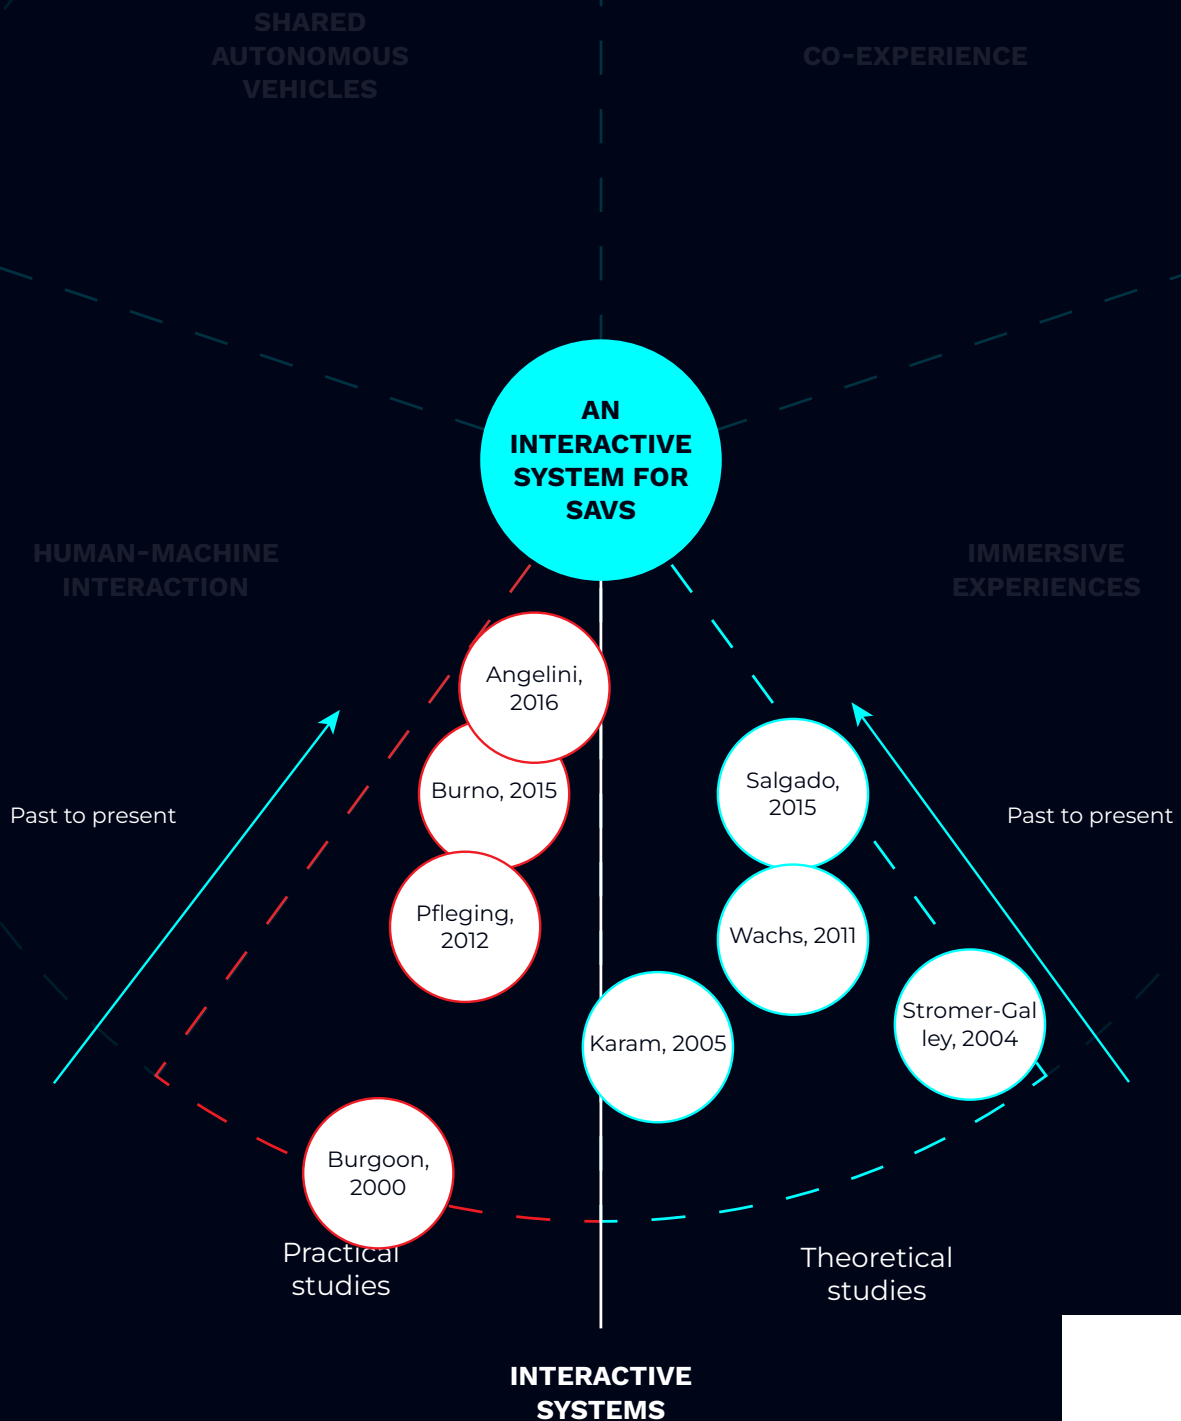 SHARED
AUTONOMOUS
VEHICLES
CO-EXPERIENCE
AN
INTERACTIVE
SYSTEM FOR
SAVS
HUMAN-MACHINE
INTERACTION
IMMERSIVE
EXPERIENCES
Angelini,
2016
Burno, 2015
Salgado,
2015
Past to present
Past to present
Pfleging,
2012
Wachs, 2011
Karam, 2005
Stromer-Gal
ley, 2004
Burgoon,
2000
Practical
studies
Theoretical
studies
INTERACTIVE
SYSTEMS